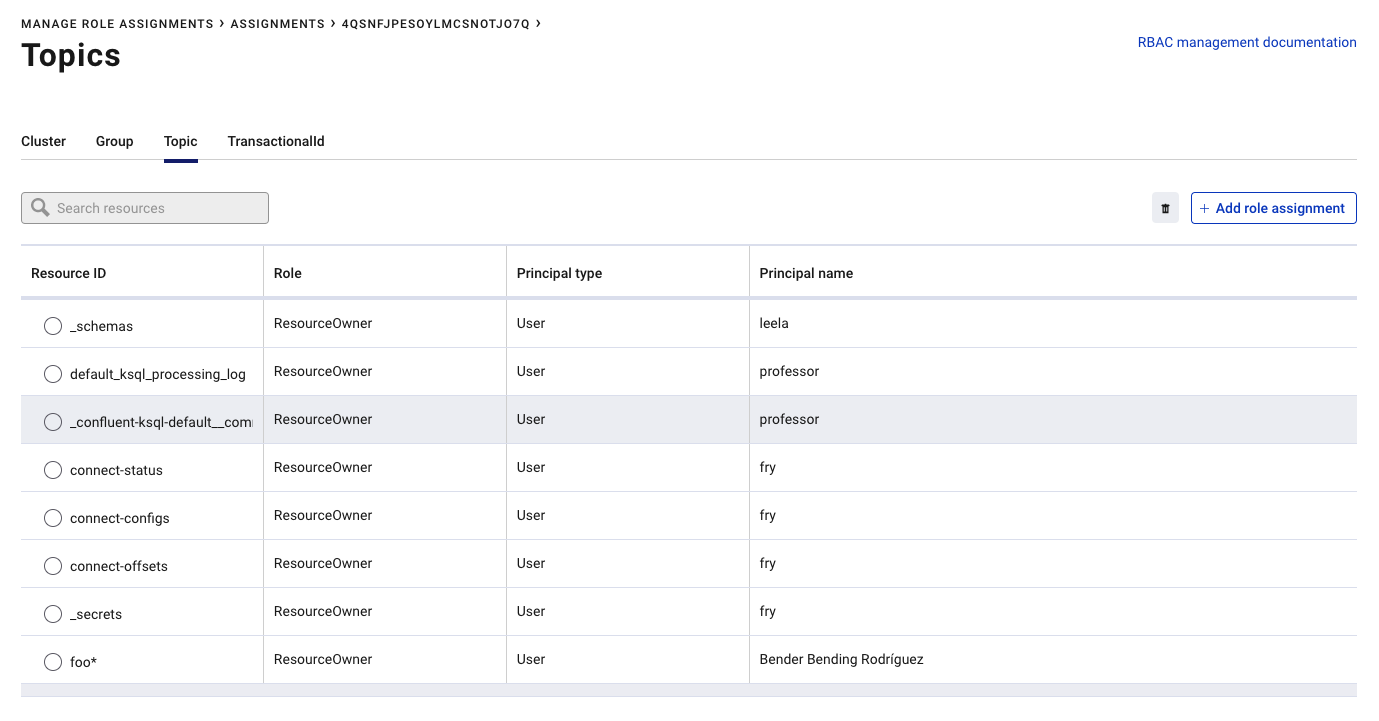 MANAGE ROLE ASSIGNMENTS › ASSIGNMENTS › 4QSNFJPESOYLMCSNOTJO7Q ›
Topics
RBAC management documentation
Cluster Group Topic TransactionalId
Search resources
+ Add role assignment
Resource ID Role Principal type Principal name
_schemas ResourceOwner User leela
default_ksql_processing_log ResourceOwner User professor
_confluent-ksql-default__com ResourceOwner User professor
connect-status ResourceOwner User fry
connect-configs ResourceOwner User fry
connect-offsets ResourceOwner User fry
_secrets ResourceOwner User fry
foo* ResourceOwner User Bender Bending Rodríguez